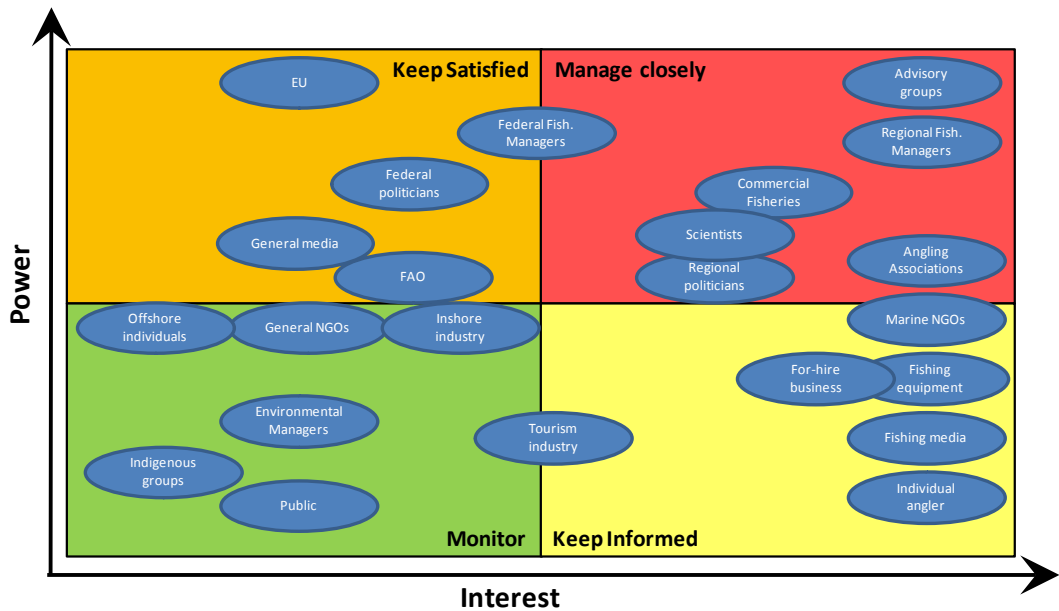 Power
Keep Satisfied
Manage closely
EU
Federal Fish.
Managers
Federal
politicians
General media
FAO
Advisory
groups
Regional Fish.
Managers
Commercial
Fisheries
Scientists
Regional
politicians
Angling
Associations
Offshore
individuals
General NGOs
Inshore
industry
Environmental
Managers
Indigenous
groups
Public
Monitor
Marine NGOs
For-hire
business
Fishing
equipment
Tourism
industry
Fishing media
Individual
angler
Keep Informed
Interest